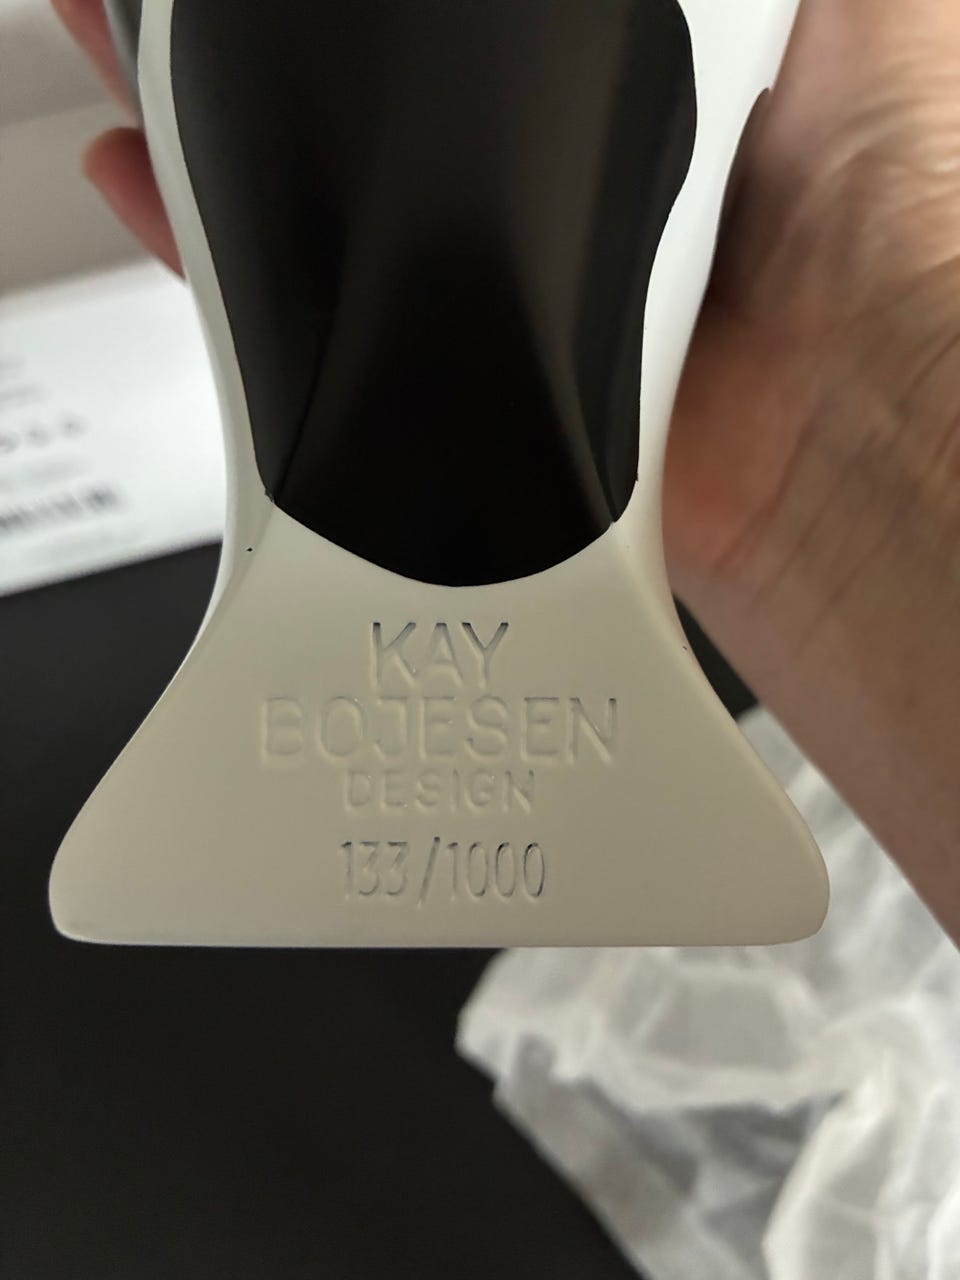 KAY
BOJESEN
DESIGN
133/1000